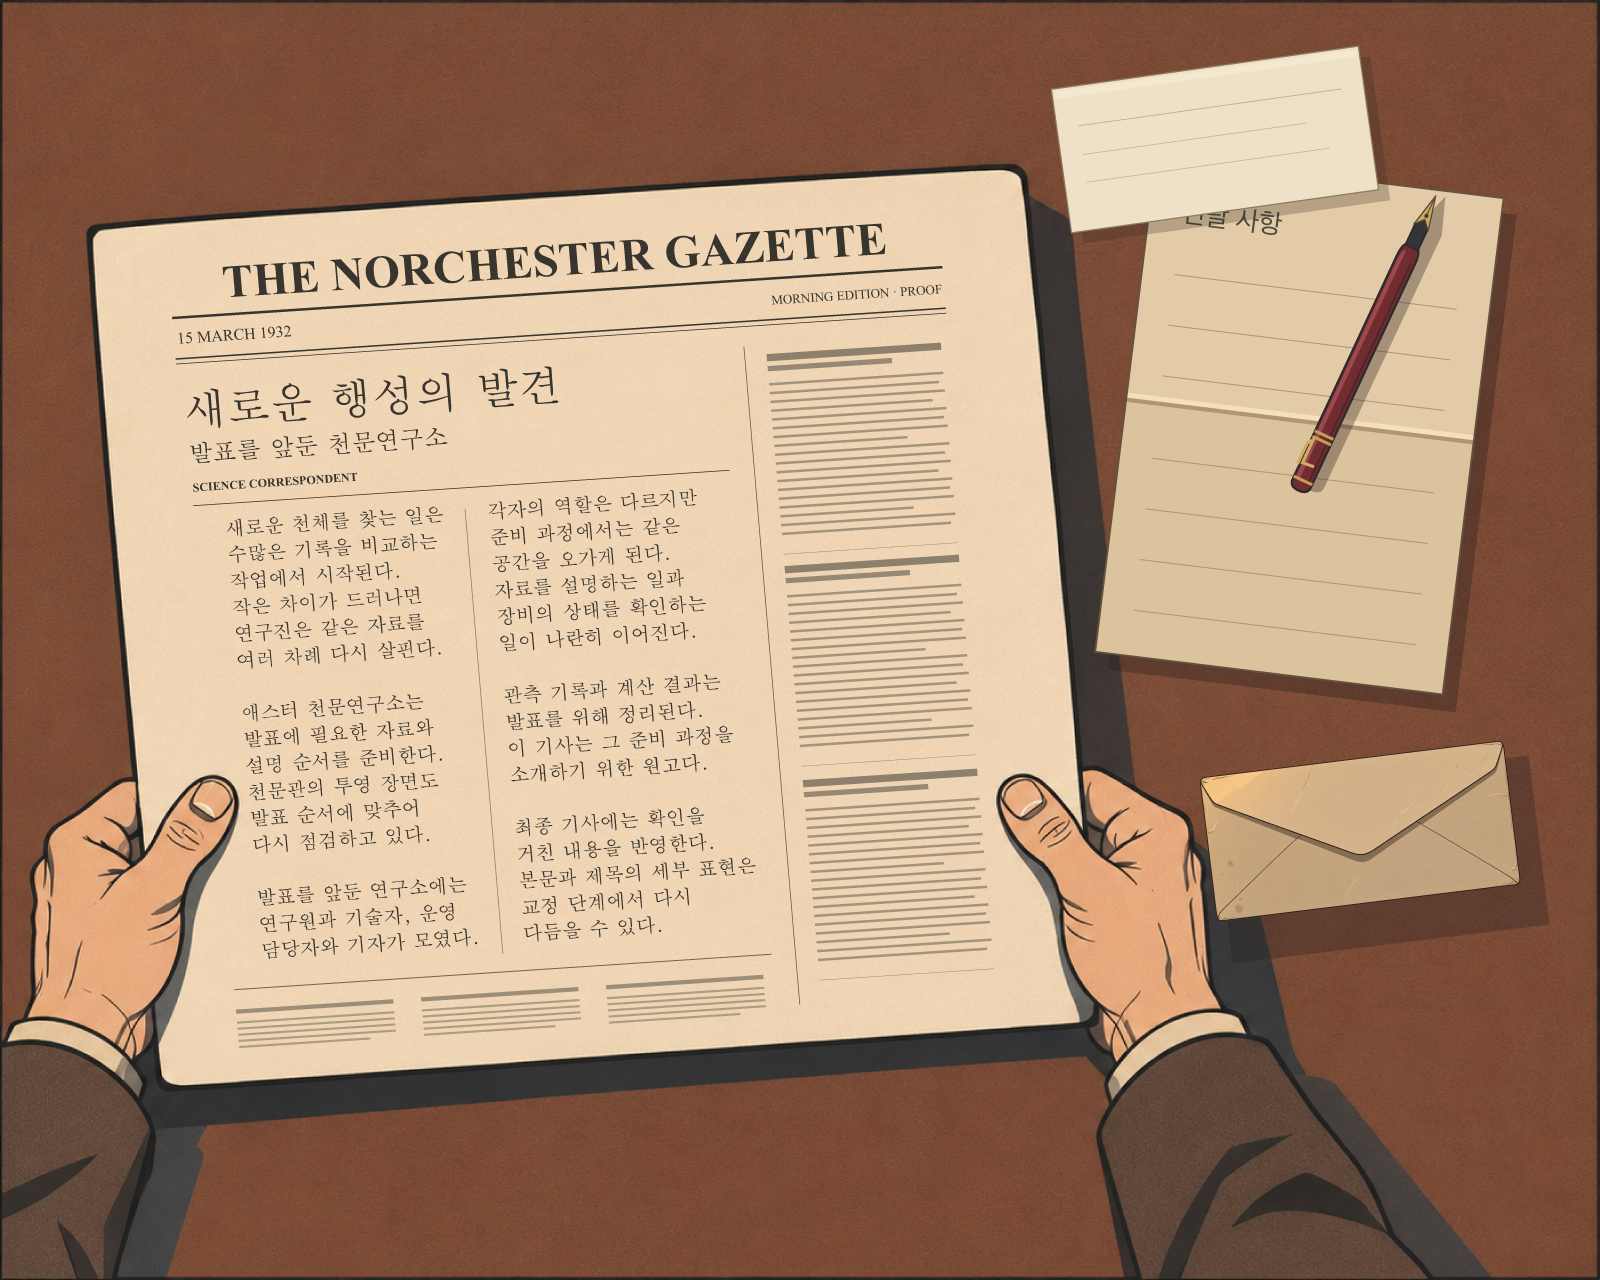 THE NORCHESTER GAZETTE
15 MARCH 1932
MORNING EDITION · PROOF
새로운 행성의 발견
발표를 앞둔 천문연구소
SCIENCE CORRESPONDENT
새로운 천체를 찾는 일은
수많은 기록을 비교하는
작업에서 시작된다.
작은 차이가 드러나면
연구진은 같은 자료를
여러 차례 다시 살핀다.
애스터 천문연구소는
발표에 필요한 자료와
설명 순서를 준비한다.
천문관의 투영 장면도
발표 순서에 맞추어
다시 점검하고 있다.
발표를 앞둔 연구소에는
연구원과 기술자, 운영
담당자와 기자가 모였다.
각자의 역할은 다르지만
준비 과정에서는 같은
공간을 오가게 된다.
자료를 설명하는 일과
장비의 상태를 확인하는
일이 나란히 이어진다.
관측 기록과 계산 결과는
발표를 위해 정리된다.
이 기사는 그 준비 과정을
소개하기 위한 원고다.
최종 기사에는 확인을
거친 내용을 반영한다.
본문과 제목의 세부 표현은
교정 단계에서 다시
다듬을 수 있다.
사항